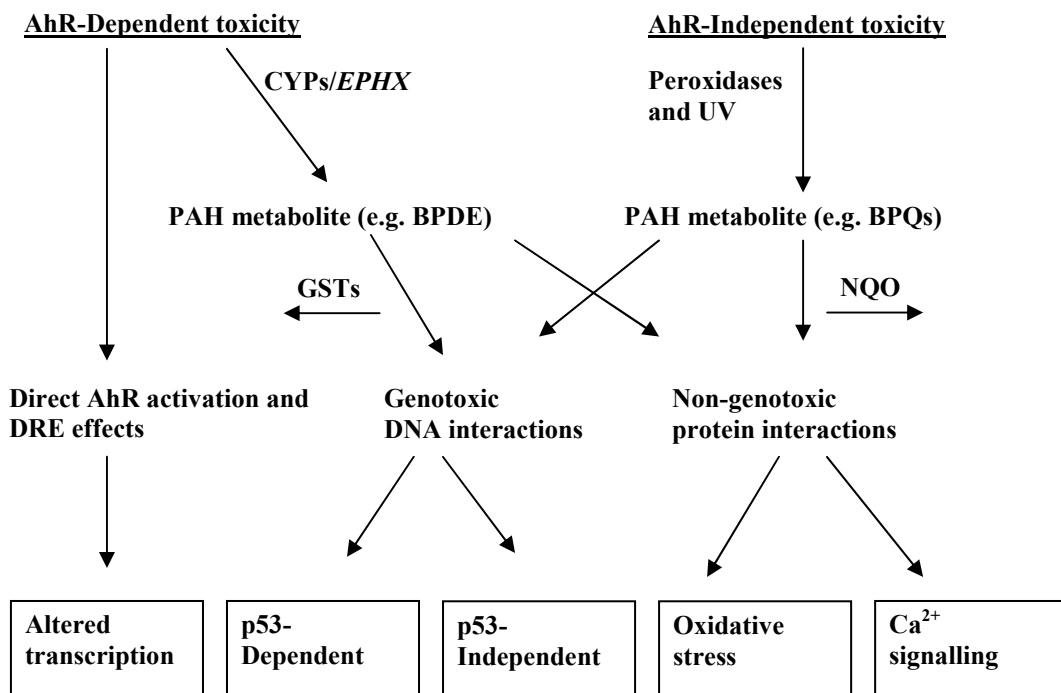 AhR-Dependent toxicity
AhR-Independent toxicity
CYPs/EPHX
Peroxidases
and UV
PAH metabolite (e.g. BPDE)
PAH metabolite (e.g. BPQs)
GSTs
NQO
Direct AhR activation and
DRE effects
Genotoxic
DNA interactions
Non-genotoxic
protein interactions
Altered
transcription
p53-
Dependent
p53-
Independent
Oxidative
stress
Ca²⁺
signalling